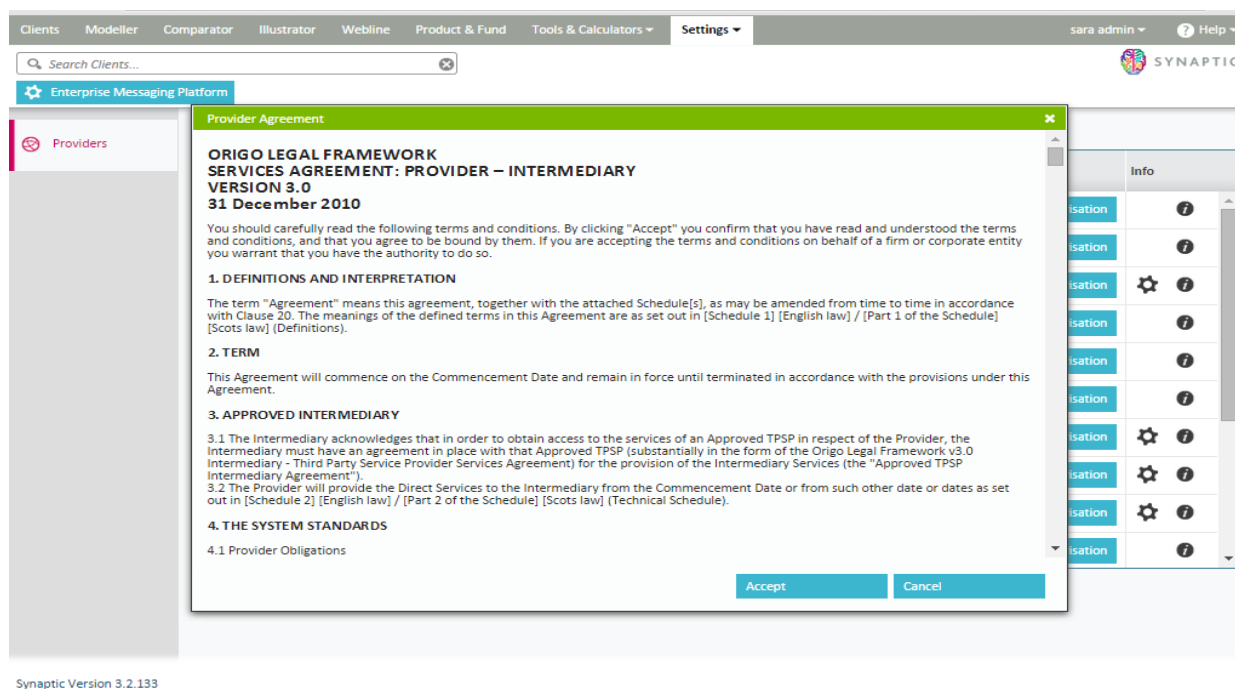 Clients Modeller Comparator Illustrator Webline Product & Fund Tools & Calculators Settings sara admin Help
Search Clients...
SYNAPTIC
Enterprise Messaging Platform
Providers
Provider Agreement
ORIGO LEGAL FRAMEWORK
SERVICES AGREEMENT: PROVIDER – INTERMEDIARY
VERSION 3.0
31 December 2010
You should carefully read the following terms and conditions. By clicking "Accept" you confirm that you have read and understood the terms
and conditions, and that you agree to be bound by them. If you are accepting the terms and conditions on behalf of a firm or corporate entity
you warrant that you have the authority to do so.
1. DEFINITIONS AND INTERPRETATION
The term "Agreement" means this agreement, together with the attached Schedule[s], as may be amended from time to time in accordance
with Clause 20. The meanings of the defined terms in this Agreement are as set out in [Schedule 1] [English law] / [Part 1 of the Schedule]
[Scots law] (Definitions).
2. TERM
This Agreement will commence on the Commencement Date and remain in force until terminated in accordance with the provisions under this
Agreement.
3. APPROVED INTERMEDIARY
3.1 The Intermediary acknowledges that in order to obtain access to the services of an Approved TPSP in respect of the Provider, the
Intermediary must have an agreement in place with that Approved TPSP (substantially in the form of the Origo Legal Framework v3.0
Intermediary - Third Party Service Provider Services Agreement) for the provision of the Intermediary Services (the "Approved TPSP
Intermediary Agreement").
3.2 The Provider will provide the Direct Services to the Intermediary from the Commencement Date or from such other date or dates as set
out in [Schedule 2] [English law] / [Part 2 of the Schedule] [Scots law] (Technical Schedule).
4. THE SYSTEM STANDARDS
4.1 Provider Obligations
Accept
Cancel
Info
isation
isation
isation
isation
isation
isation
isation
isation
isation
isation
Synaptic Version 3.2.133